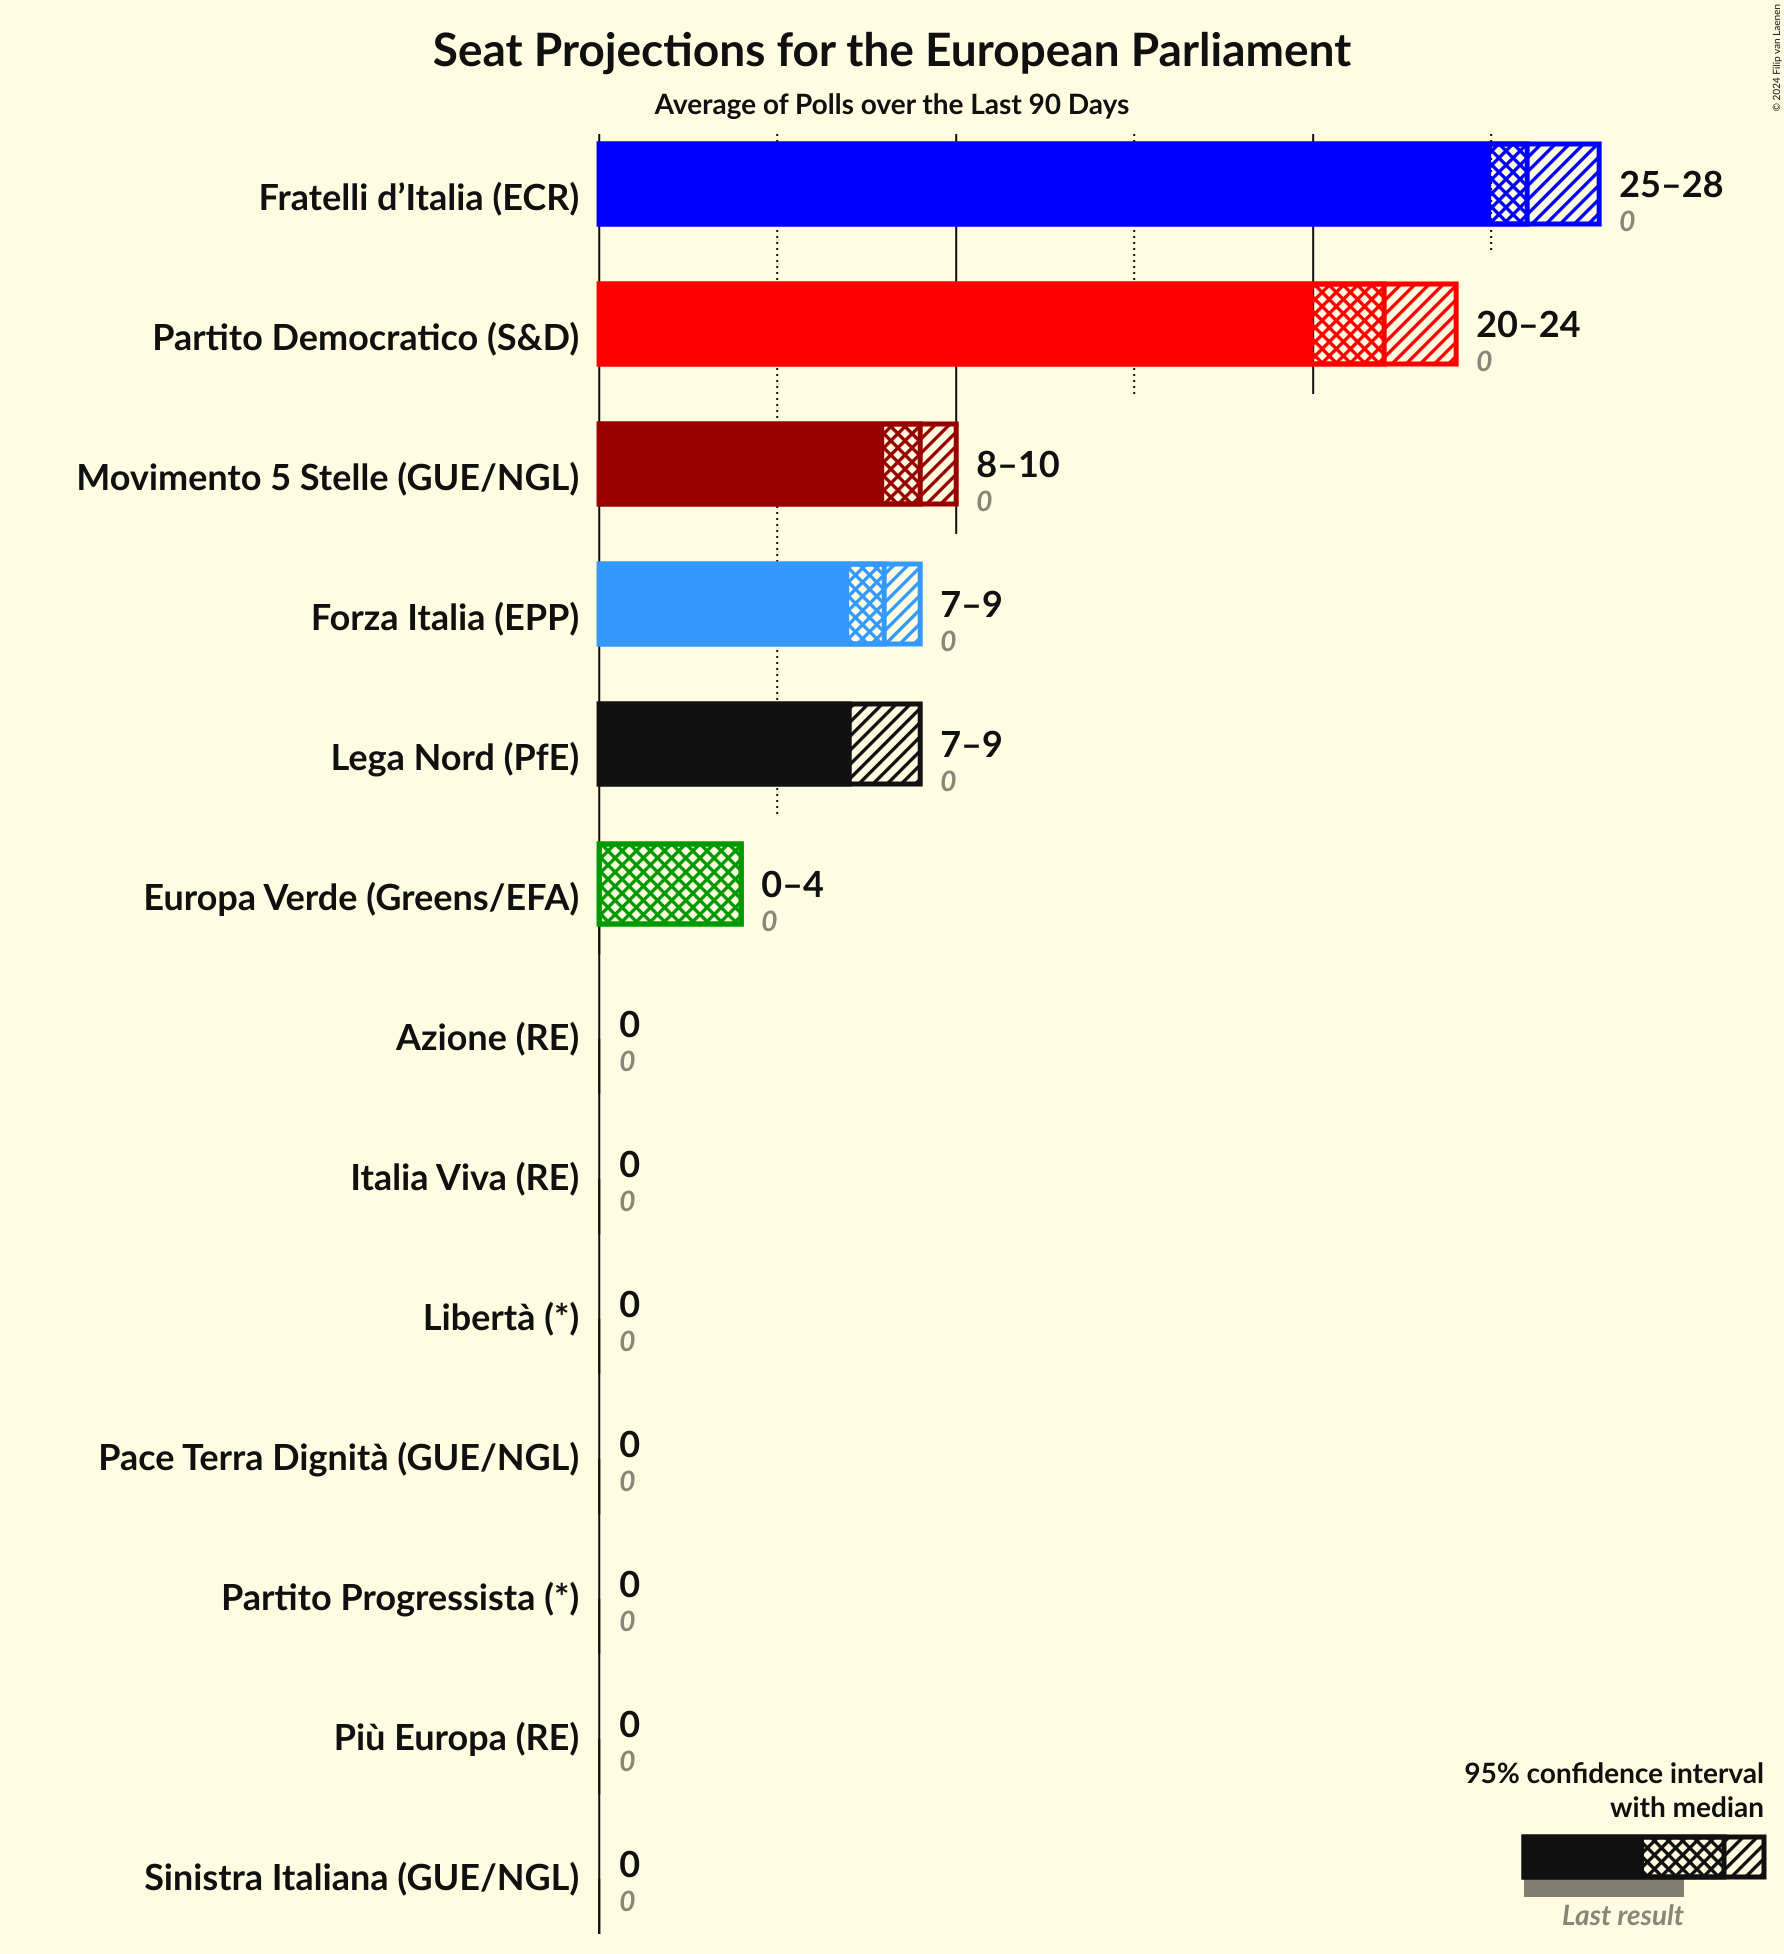 Seat Projections for the European Parliament
Average of Polls over the Last 90 Days
© 2024 Filip van Laenen
Fratelli d’Italia (ECR)
25–28
0
Partito Democratico (S&D)
20–24
0
Movimento 5 Stelle (GUE/NGL)
8–10
0
Forza Italia (EPP)
7–9
0
Lega Nord (PfE)
7–9
0
Europa Verde (Greens/EFA)
0–4
0
Azione (RE)
0
0
Italia Viva (RE)
0
0
Libertà (*)
0
0
Pace Terra Dignità (GUE/NGL)
0
0
Partito Progressista (*)
0
0
Più Europa (RE)
0
0
Sinistra Italiana (GUE/NGL)
0
0
95% confidence interval
with median
Last result